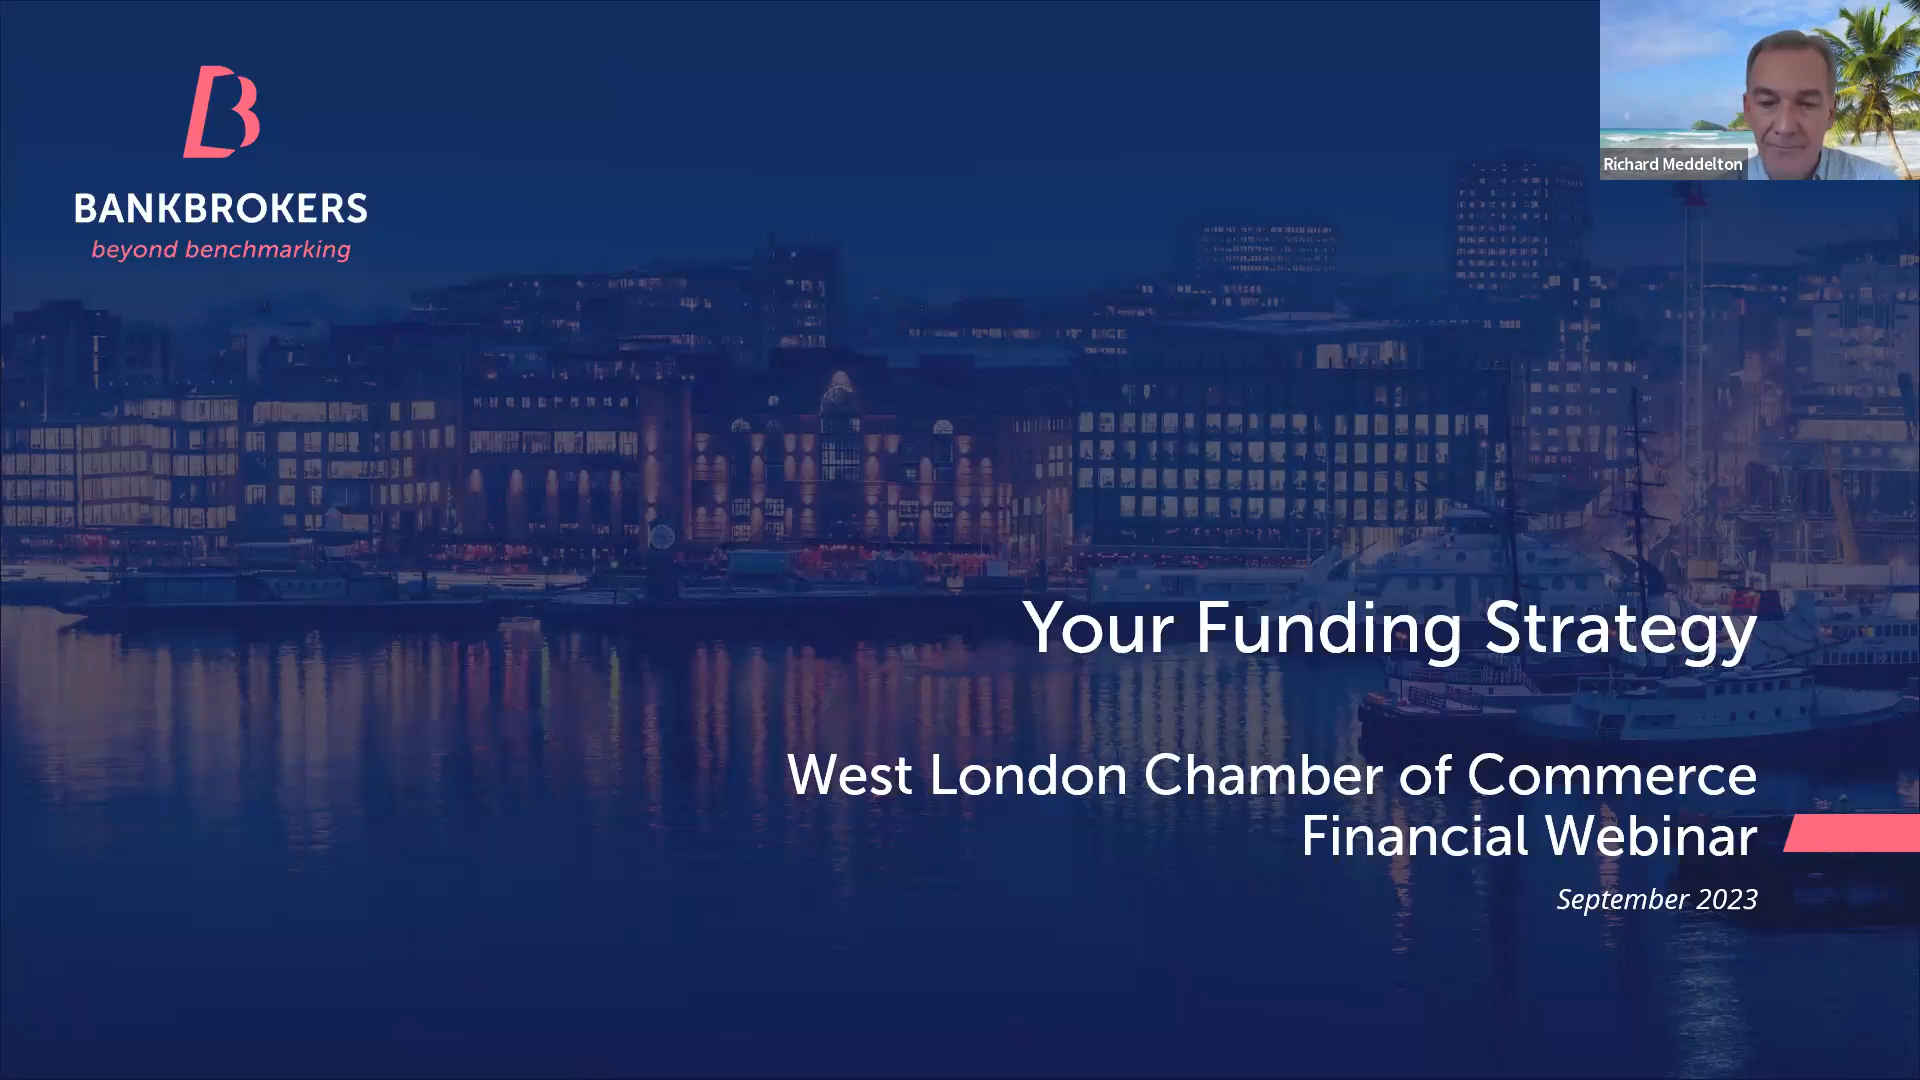 BANKBROKERS
beyond benchmarking
Richard Meddelton
Your Funding Strategy
West London Chamber of Commerce
Financial Webinar
September 2023